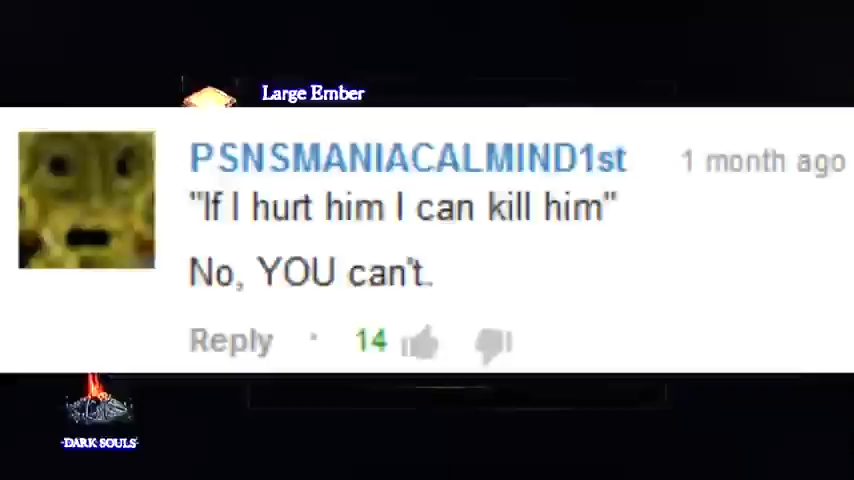 Large Ember
PSNSMANIACALMIND1st 1 month ago
"If I hurt him I can kill him"
No, YOU can't.
Reply · 14
DARK SOULS